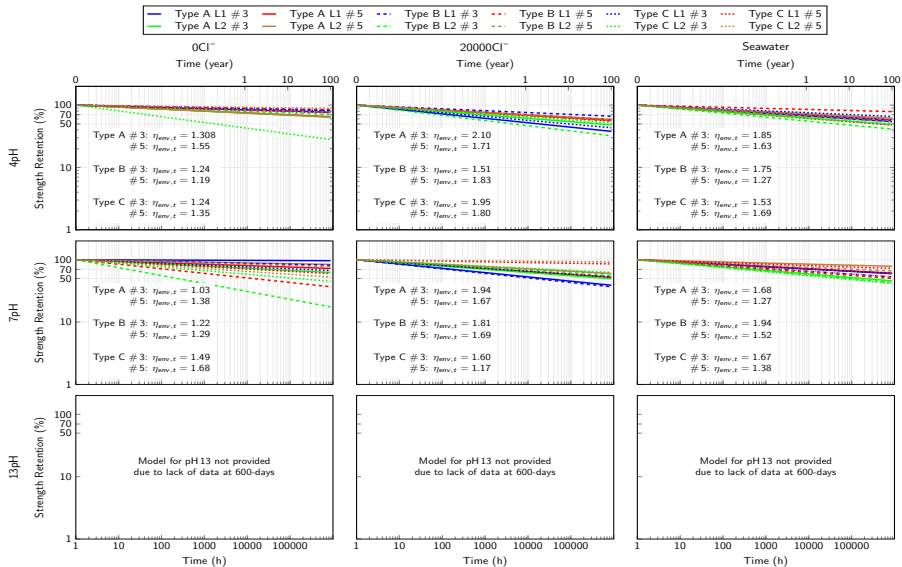 Type A L1 #3 Type A L1 #5 Type B L1 #3 Type B L1 #5 Type C L1 #3 Type C L1 #5
Type A L2 #3 Type A L2 #5 Type B L2 #3 Type B L2 #5 Type C L2 #3 Type C L2 #5
0Cl⁻ 20000Cl⁻ Seawater
Time (year) Time (year) Time (year)
0 1 10 100 0 1 10 100 0 1 10 100
4pH
Strength Retention (%)
100
70
50
10
1
Type A #3: η_env,t = 1.308
#5: η_env,t = 1.55
Type B #3: η_env,t = 1.24
#5: η_env,t = 1.19
Type C #3: η_env,t = 1.24
#5: η_env,t = 1.35
Type A #3: η_env,t = 2.10
#5: η_env,t = 1.71
Type B #3: η_env,t = 1.51
#5: η_env,t = 1.83
Type C #3: η_env,t = 1.95
#5: η_env,t = 1.80
Type A #3: η_env,t = 1.85
#5: η_env,t = 1.63
Type B #3: η_env,t = 1.75
#5: η_env,t = 1.27
Type C #3: η_env,t = 1.53
#5: η_env,t = 1.69
7pH
Strength Retention (%)
100
70
50
10
1
Type A #3: η_env,t = 1.03
#5: η_env,t = 1.38
Type B #3: η_env,t = 1.22
#5: η_env,t = 1.29
Type C #3: η_env,t = 1.49
#5: η_env,t = 1.68
Type A #3: η_env,t = 1.94
#5: η_env,t = 1.67
Type B #3: η_env,t = 1.81
#5: η_env,t = 1.69
Type C #3: η_env,t = 1.60
#5: η_env,t = 1.17
Type A #3: η_env,t = 1.68
#5: η_env,t = 1.27
Type B #3: η_env,t = 1.94
#5: η_env,t = 1.52
Type C #3: η_env,t = 1.67
#5: η_env,t = 1.38
13pH
Strength Retention (%)
100
70
50
10
1
Model for pH 13 not provided
due to lack of data at 600-days
Model for pH 13 not provided
due to lack of data at 600-days
Model for pH 13 not provided
due to lack of data at 600-days
1 10 100 1000 10000 100000 1 10 100 1000 10000 100000 1 10 100 1000 10000 100000
Time (h) Time (h) Time (h)